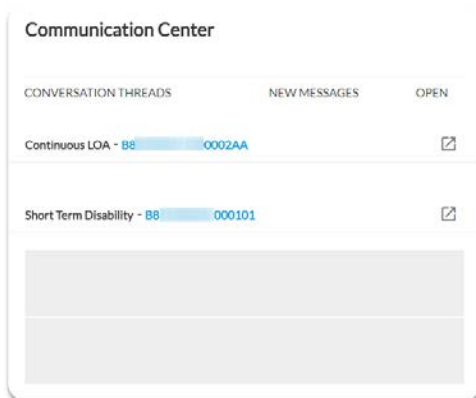 Communication Center
CONVERSATION THREADS NEW MESSAGES OPEN
Continuous LOA - B8 0002AA
Short Term Disability - B8 000101